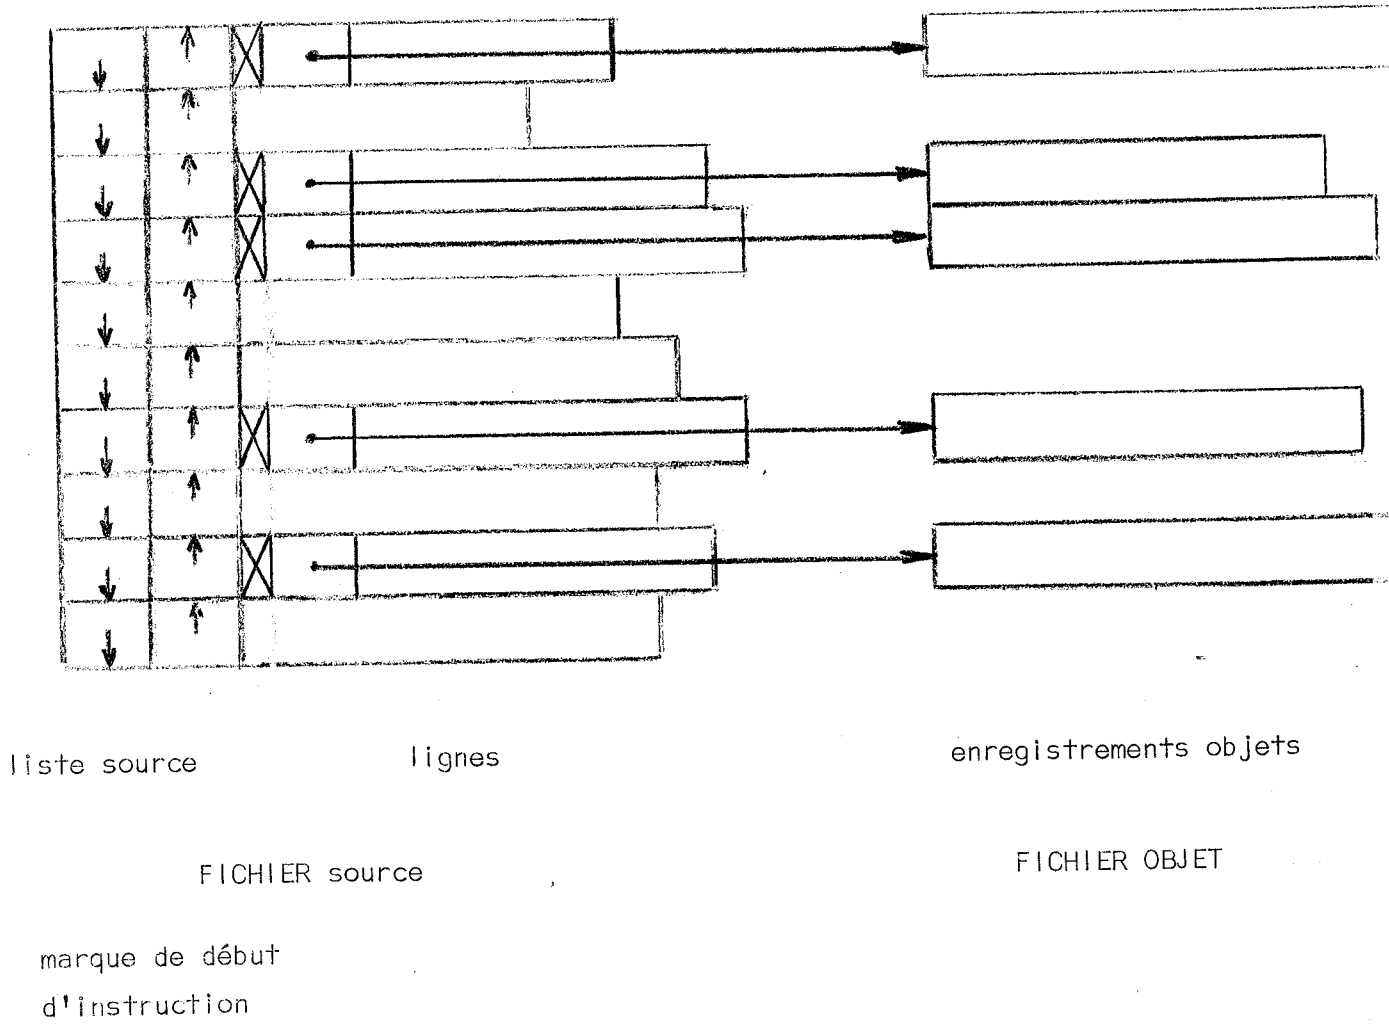 liste source
lignes
enregistrements objets
FICHIER source
FICHIER OBJET
marque de début
d'instruction